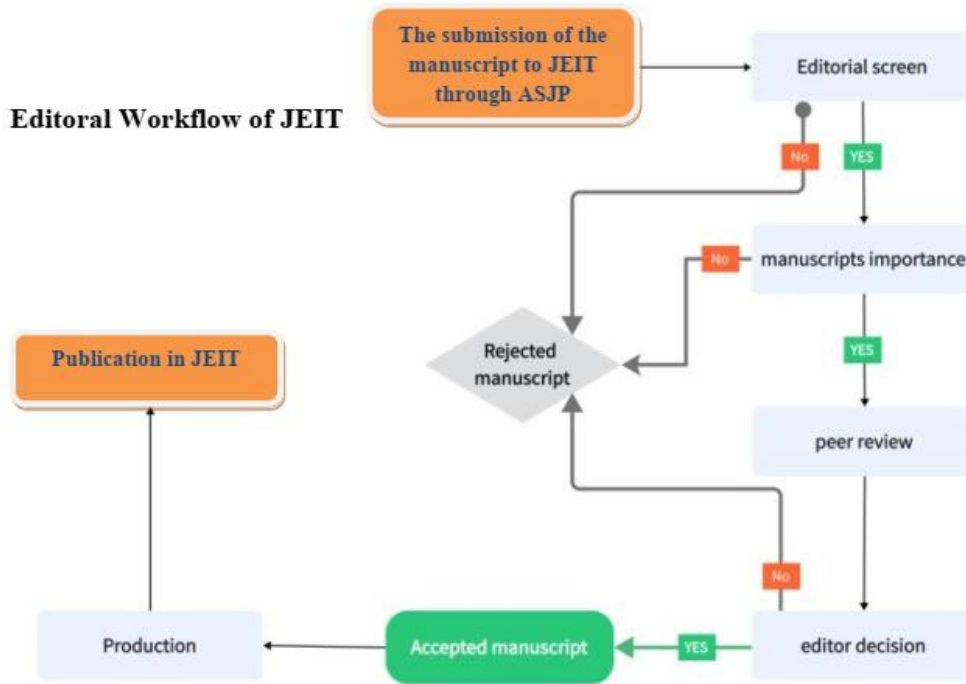 The submission of the
manuscript to JEIT
through ASJP
Editorial screen
Editoral Workflow of JEIT
No
YES
manuscripts importance
No
YES
Rejected
manuscript
Publication in JEIT
peer review
No
editor decision
YES
Accepted manuscript
Production